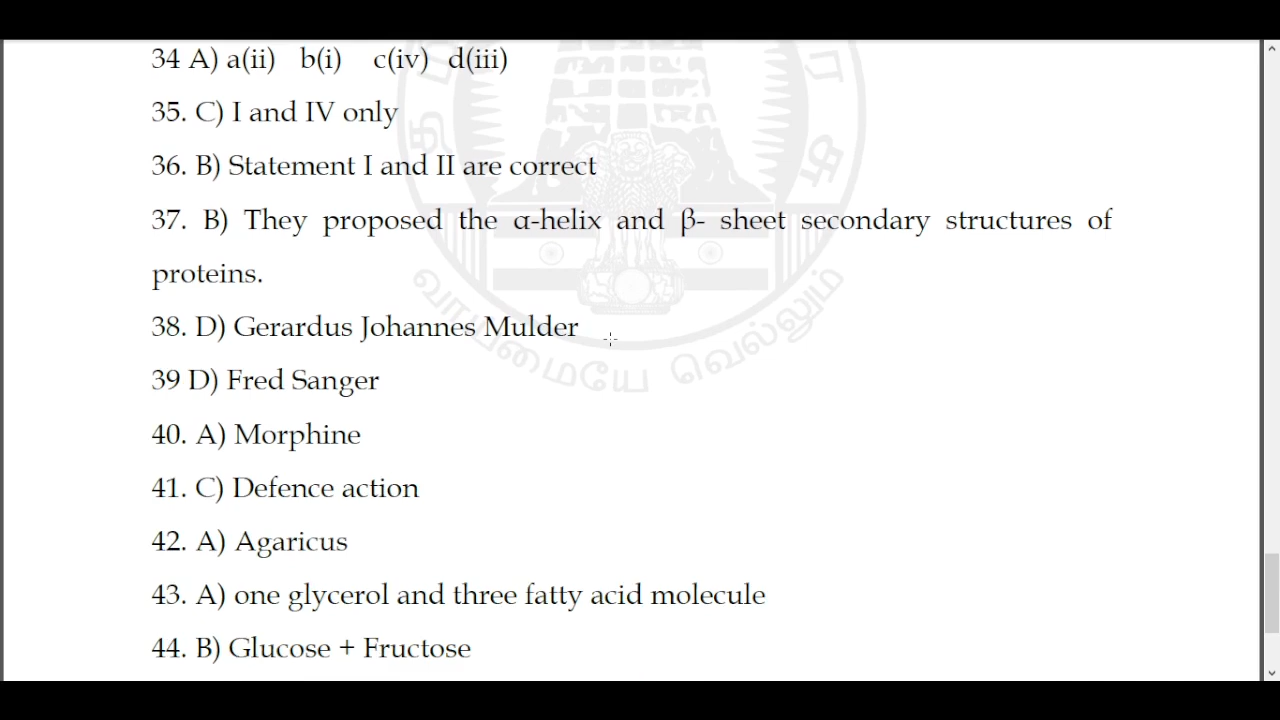 34 A) a(ii) b(i) c(iv) d(iii)
35. C) I and IV only
36. B) Statement I and II are correct
37. B) They proposed the α-helix and β- sheet secondary structures of
proteins.
38. D) Gerardus Johannes Mulder
39 D) Fred Sanger
40. A) Morphine
41. C) Defence action
42. A) Agaricus
43. A) one glycerol and three fatty acid molecule
44. B) Glucose + Fructose
வாய்மையே வெல்லும்